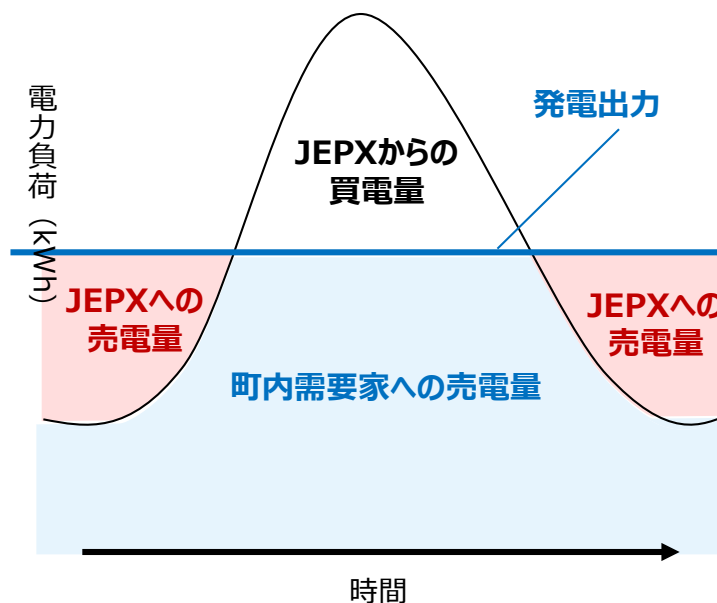 電力負荷（kWh）
発電出力
JEPXからの
買電量
JEPXへの
売電量
JEPXへの
売電量
町内需要家への売電量
時間